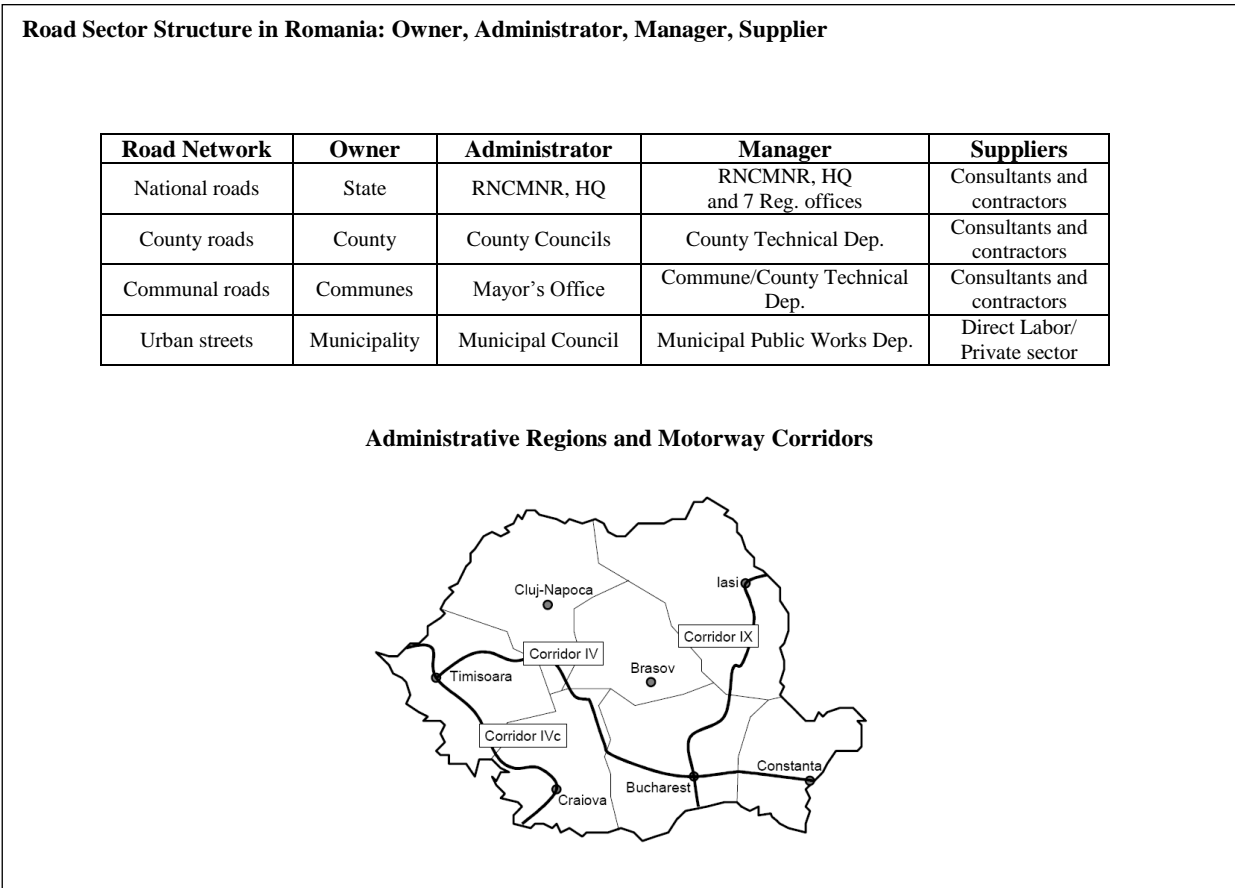 Road Sector Structure in Romania: Owner, Administrator, Manager, Supplier
Road Network Owner Administrator Manager Suppliers
National roads State RNCMNR, HQ RNCMNR, HQ and 7 Reg. offices Consultants and contractors
County roads County County Councils County Technical Dep. Consultants and contractors
Communal roads Communes Mayor’s Office Commune/County Technical Dep. Consultants and contractors
Urban streets Municipality Municipal Council Municipal Public Works Dep. Direct Labor/ Private sector
Administrative Regions and Motorway Corridors
Iasi
Cluj-Napoca
Corridor IX
Corridor IV
Brasov
Timisoara
Corridor IVc
Constanta
Bucharest
Craiova